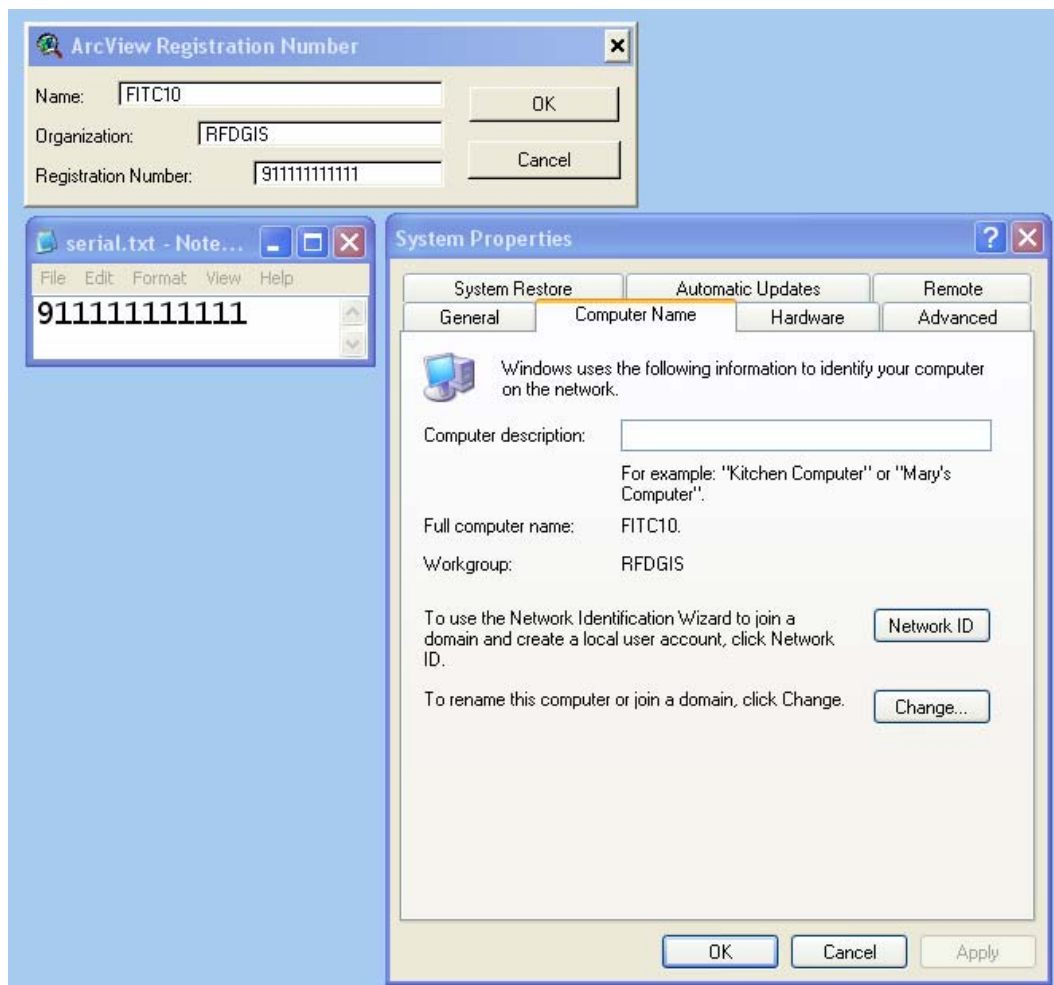 ArcView Registration Number
Name: FITC10
OK
Organization: RFDGIS
Cancel
Registration Number: 911111111111
serial.txt - Note...
File Edit Format View Help
911111111111
System Properties
System Restore Automatic Updates Remote
General Computer Name Hardware Advanced
Windows uses the following information to identify your computer
on the network.
Computer description:
For example: "Kitchen Computer" or "Mary's
Computer".
Full computer name: FITC10.
Workgroup: RFDGIS
To use the Network Identification Wizard to join a
domain and create a local user account, click Network
ID.
Network ID
To rename this computer or join a domain, click Change.
Change...
OK Cancel Apply